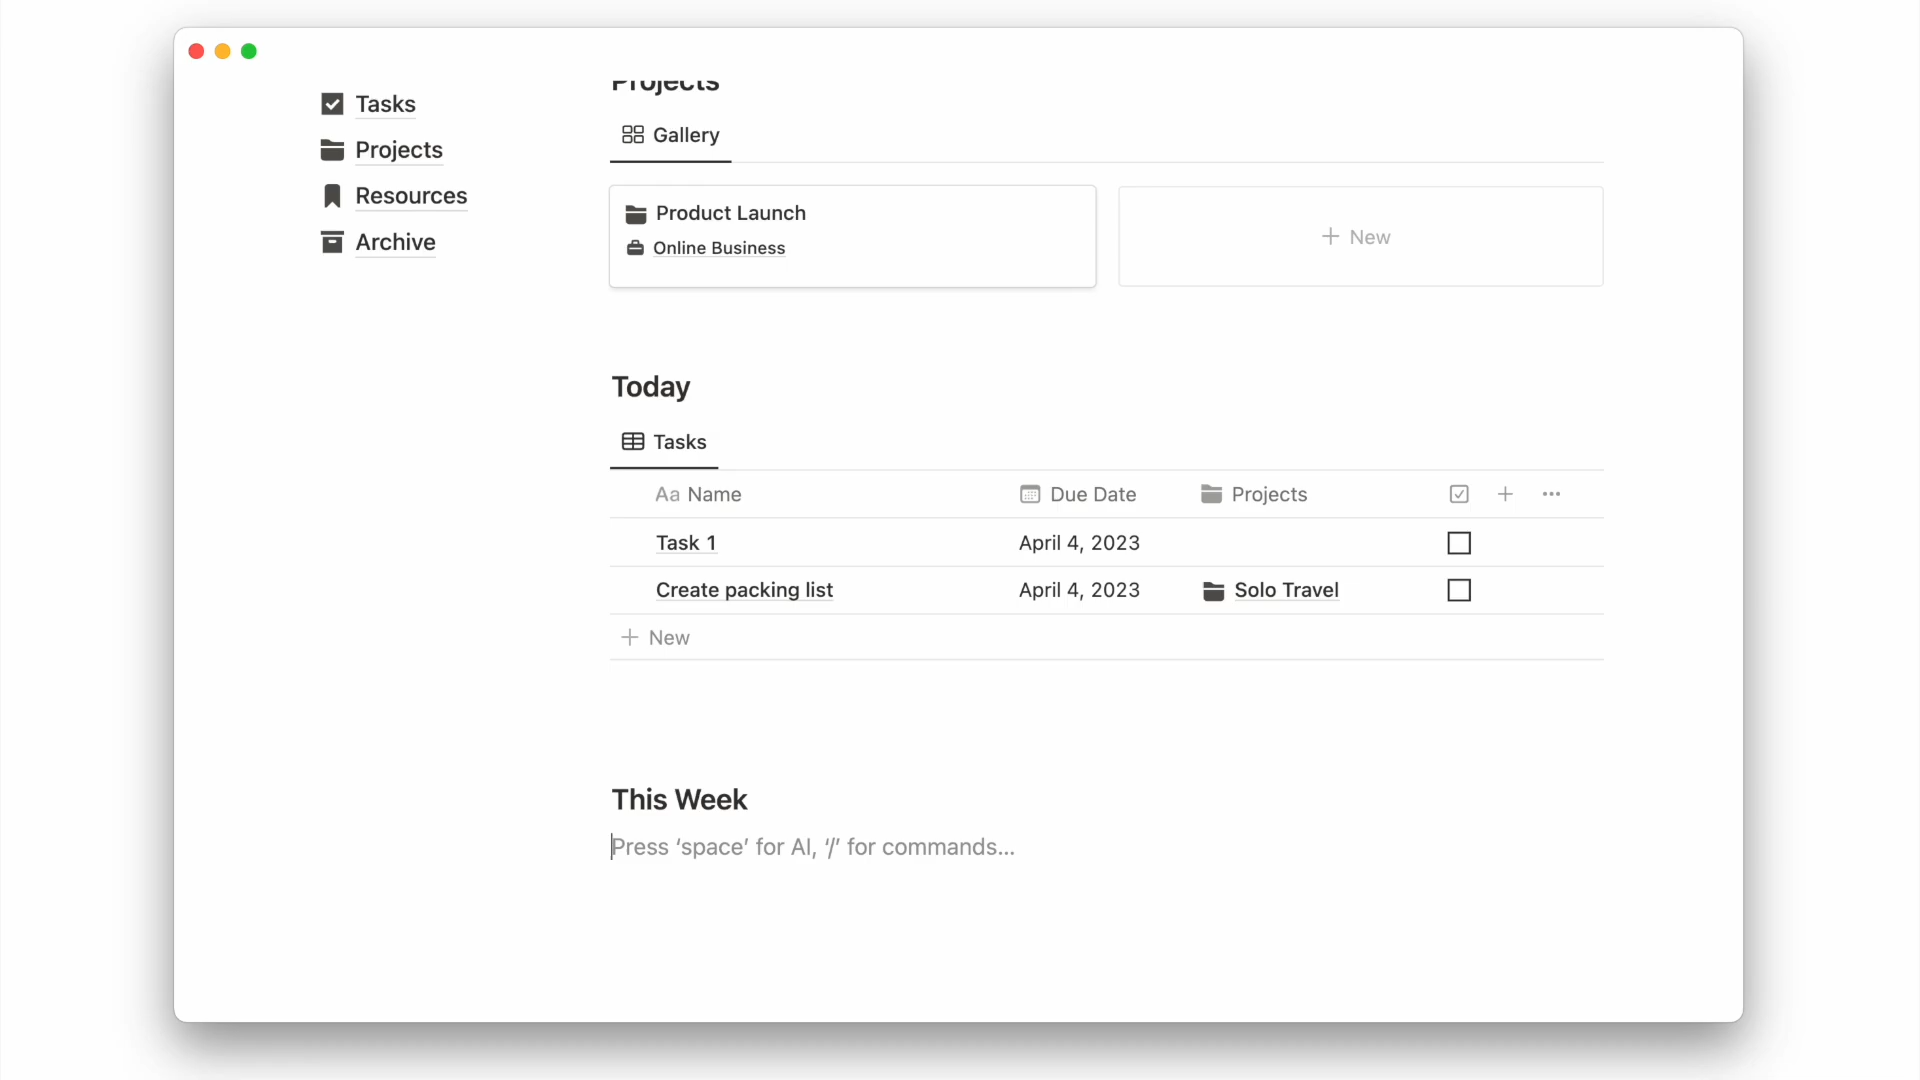 Tasks
Projects
Resources
Archive
Projects
Gallery
Product Launch
Online Business
+ New
Today
Tasks
Aa Name Due Date Projects + ...
Task 1 April 4, 2023
Create packing list April 4, 2023 Solo Travel
+ New
This Week
Press ‘space’ for AI, ‘/’ for commands…